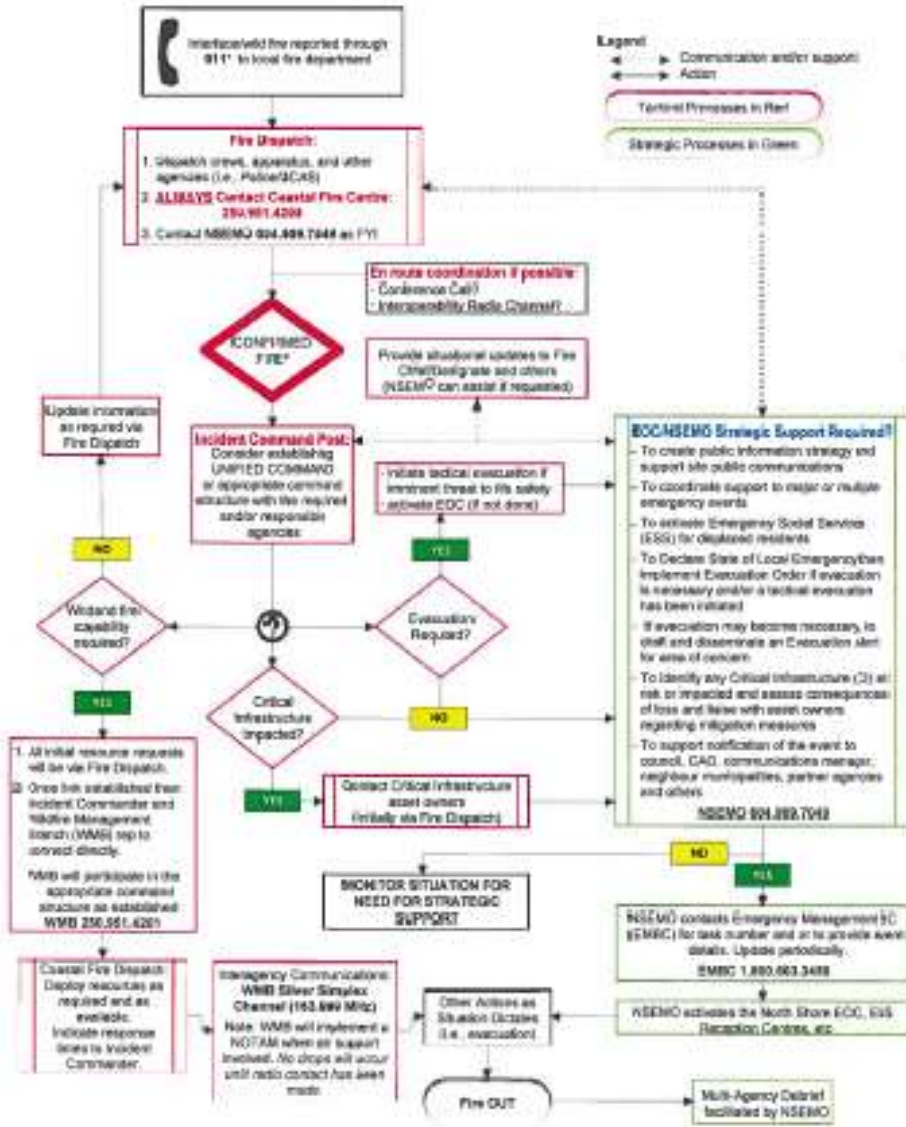 Interface/wild fire reported through
911* to local fire department
Legend
Communication and/or support
Action
Tactical Processes in Red
Strategic Processes in Green
Fire Dispatch:
1. Dispatch crews, apparatus, and other
agencies (i.e., Police/BCAS)
2. ALWAYS Contact Coastal Fire Centre:
3. Contact NSEMO as FYI
En route coordination if possible:
- Conference Call?
- Interoperability Radio Channel?
CONFIRMED
FIRE?
Provide situational updates to Fire
Chief/Designate and others
(NSEMO can assist if requested)
Update information
as required via
Fire Dispatch
Incident Command Post:
Consider establishing
UNIFIED COMMAND
or appropriate command
structure with the required
and/or responsible
agencies
- Initiate tactical evacuation if
imminent threat to life safety
- activate EOC (if not done)
EOC/NSEMO Strategic Support Required?
- To create public information strategy and
support site public communications
- To coordinate support to major or multiple
emergency events
- To activate Emergency Social Services
(ESS) for displaced residents
- To Declare State of Local Emergency then
Implement Evacuation Order if evacuation
is necessary and/or a tactical evacuation
has been initiated
- If evacuation may become necessary, to
draft and disseminate an Evacuation alert
for area of concern
- To identify any Critical Infrastructure (CI) at
risk or impacted and assess consequences
of loss and liaise with asset owners
regarding mitigation measures
- To support notification of the event to
council, CAO, communications manager,
neighbour municipalities, partner agencies
and others
NSEMO
NO
YES
Wildland fire
capability
required?
?
Evacuation
Required?
YES
Critical
Infrastructure
Impacted?
NO
YES
Contact Critical Infrastructure
asset owners
(initially via Fire Dispatch)
1. All initial resource requests
will be via Fire Dispatch.
2. Once link established then
Incident Commander and
Wildfire Management
Branch (WMB) rep to
connect directly.
WMB will participate in the
appropriate command
structure as established
WMB
NO
YES
MONITOR SITUATION FOR
NEED FOR STRATEGIC
SUPPORT
NSEMO contacts Emergency Management BC
(EMBC) for task number and or to provide event
details. Update periodically.
EMBC
Coastal Fire Dispatch
Deploy resources as
required and as
available.
Indicate response
times to Incident
Commander.
Interagency Communications:
WMB Silver Simplex
Channel
Note: WMB will implement a
NOTAM when air support
involved. No drops will occur
until radio contact has been
made.
Other Actions as
Situation Dictates
(i.e., evacuation)
NSEMO activates the North Shore EOC, ESS
Reception Centres, etc
Fire OUT
Multi-Agency Debrief
facilitated by NSEMO